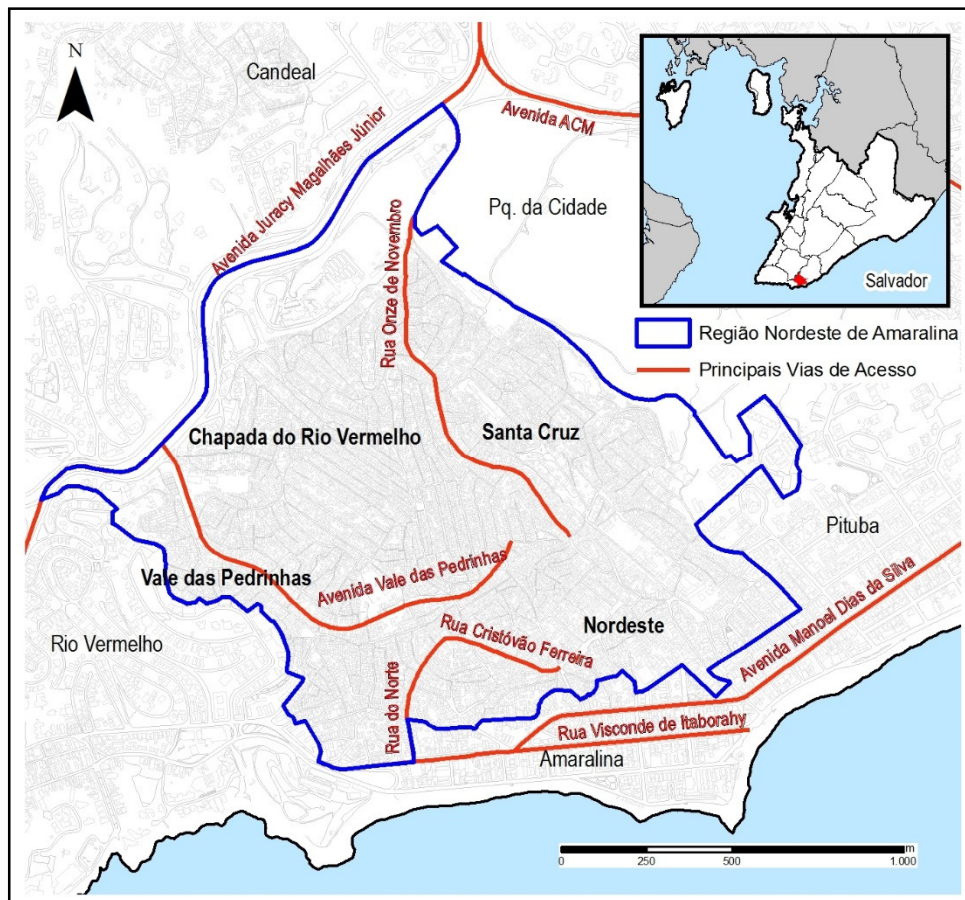 N
Candeal
Avenida ACM
Avenida Juracy Magalhães Júnior
Pq. da Cidade
Salvador
Rua Onze de Novembro
Região Nordeste de Amaralina
Principais Vias de Acesso
Chapada do Rio Vermelho
Santa Cruz
Pituba
Vale das Pedrinhas
Avenida Vale das Pedrinhas
Avenida Manoel Dias da Silva
Rio Vermelho
Rua Cristóvão Ferreira
Nordeste
Rua do Norte
Rua Visconde de Itaborahy
Amaralina
m
0 250 500 1.000